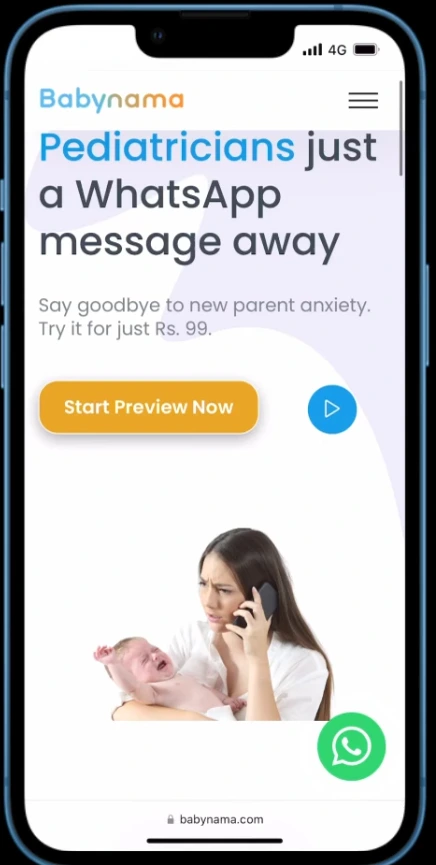 4G
Babynama
Pediatricians just
a WhatsApp
message away
Say goodbye to new parent anxiety.
Try it for just Rs. 99.
Start Preview Now
babynama.com